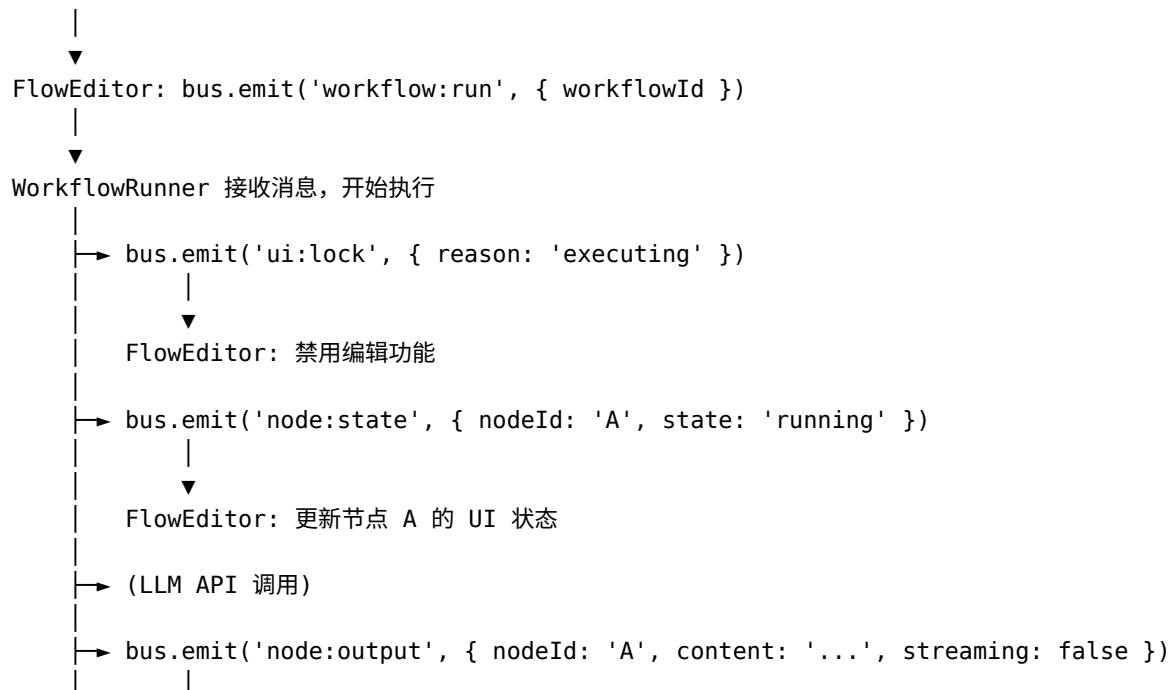 FlowEditor: bus.emit('workflow:run', { workflowId })
WorkflowRunner 接收消息，开始执行
bus.emit('ui:lock', { reason: 'executing' })
FlowEditor: 禁用编辑功能
bus.emit('node:state', { nodeId: 'A', state: 'running' })
FlowEditor: 更新节点 A 的 UI 状态
(LLM API 调用)
bus.emit('node:output', { nodeId: 'A', content: '...', streaming: false })